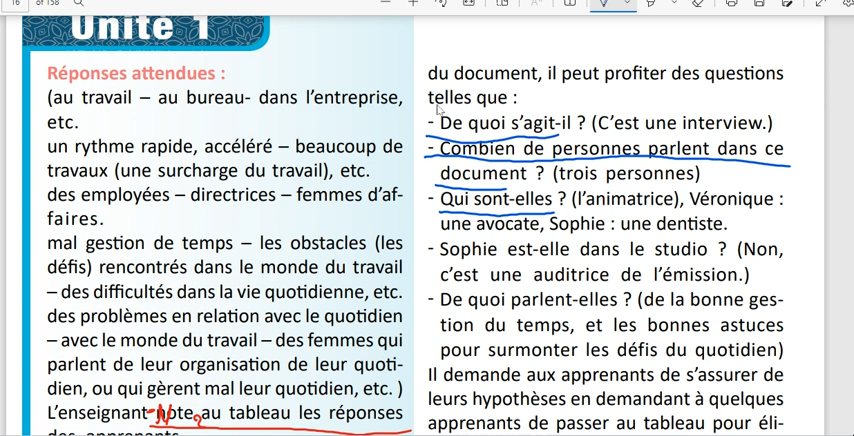 16 of 158
Unité 1
Réponses attendues :
(au travail – au bureau- dans l'entreprise,
etc.
un rythme rapide, accéléré – beaucoup de
travaux (une surcharge du travail), etc.
des employées – directrices – femmes d'af-
faires.
mal gestion de temps – les obstacles (les
défis) rencontrés dans le monde du travail
– des difficultés dans la vie quotidienne, etc.
des problèmes en relation avec le quotidien
– avec le monde du travail – des femmes qui
parlent de leur organisation de leur quoti-
dien, ou qui gèrent mal leur quotidien, etc. )
L'enseignant note au tableau les réponses
des apprenants
du document, il peut profiter des questions
telles que :
- De quoi s'agit-il ? (C'est une interview.)
- Combien de personnes parlent dans ce
document ? (trois personnes)
- Qui sont-elles ? (l'animatrice), Véronique :
une avocate, Sophie : une dentiste.
- Sophie est-elle dans le studio ? (Non,
c'est une auditrice de l'émission.)
- De quoi parlent-elles ? (de la bonne ges-
tion du temps, et les bonnes astuces
pour surmonter les défis du quotidien)
Il demande aux apprenants de s'assurer de
leurs hypothèses en demandant à quelques
apprenants de passer au tableau pour éli-